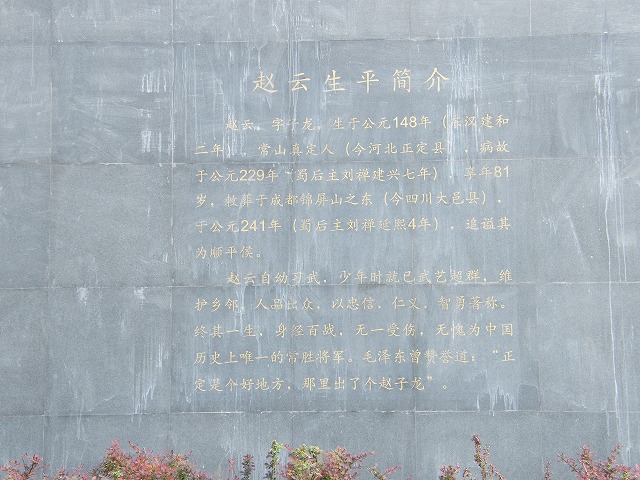 赵云生平简介
赵云，字子龙，生于公元148年（东汉建和
二年），常山真定人（今河北正定县），病故
于公元229年（蜀后主刘禅建兴七年），享年81
岁，敕葬于成都锦屏山之东（今四川大邑县），
于公元241年（蜀后主刘禅延熙4年），追谥其
为顺平侯。
赵云自幼习武，少年时就已武艺超群，维
护乡邻，人品出众，以忠信、仁义、智勇著称。
终其一生，身径百战，无一受伤，无愧为中国
历史上唯一的常胜将军。毛泽东曾赞誉道：“正
定是个好地方，那里出了个赵子龙”。